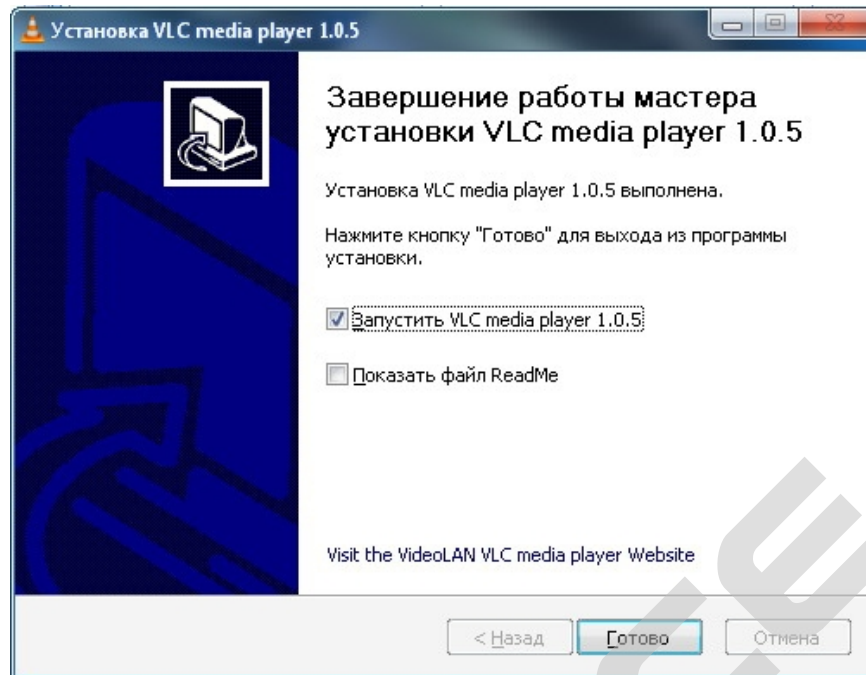 Установка VLC media player 1.0.5
Завершение работы мастера
установки VLC media player 1.0.5
Установка VLC media player 1.0.5 выполнена.
Нажмите кнопку "Готово" для выхода из программы
установки.
Запустить VLC media player 1.0.5
Показать файл ReadMe
Visit the VideoLAN VLC media player Website
< Назад Готово Отмена